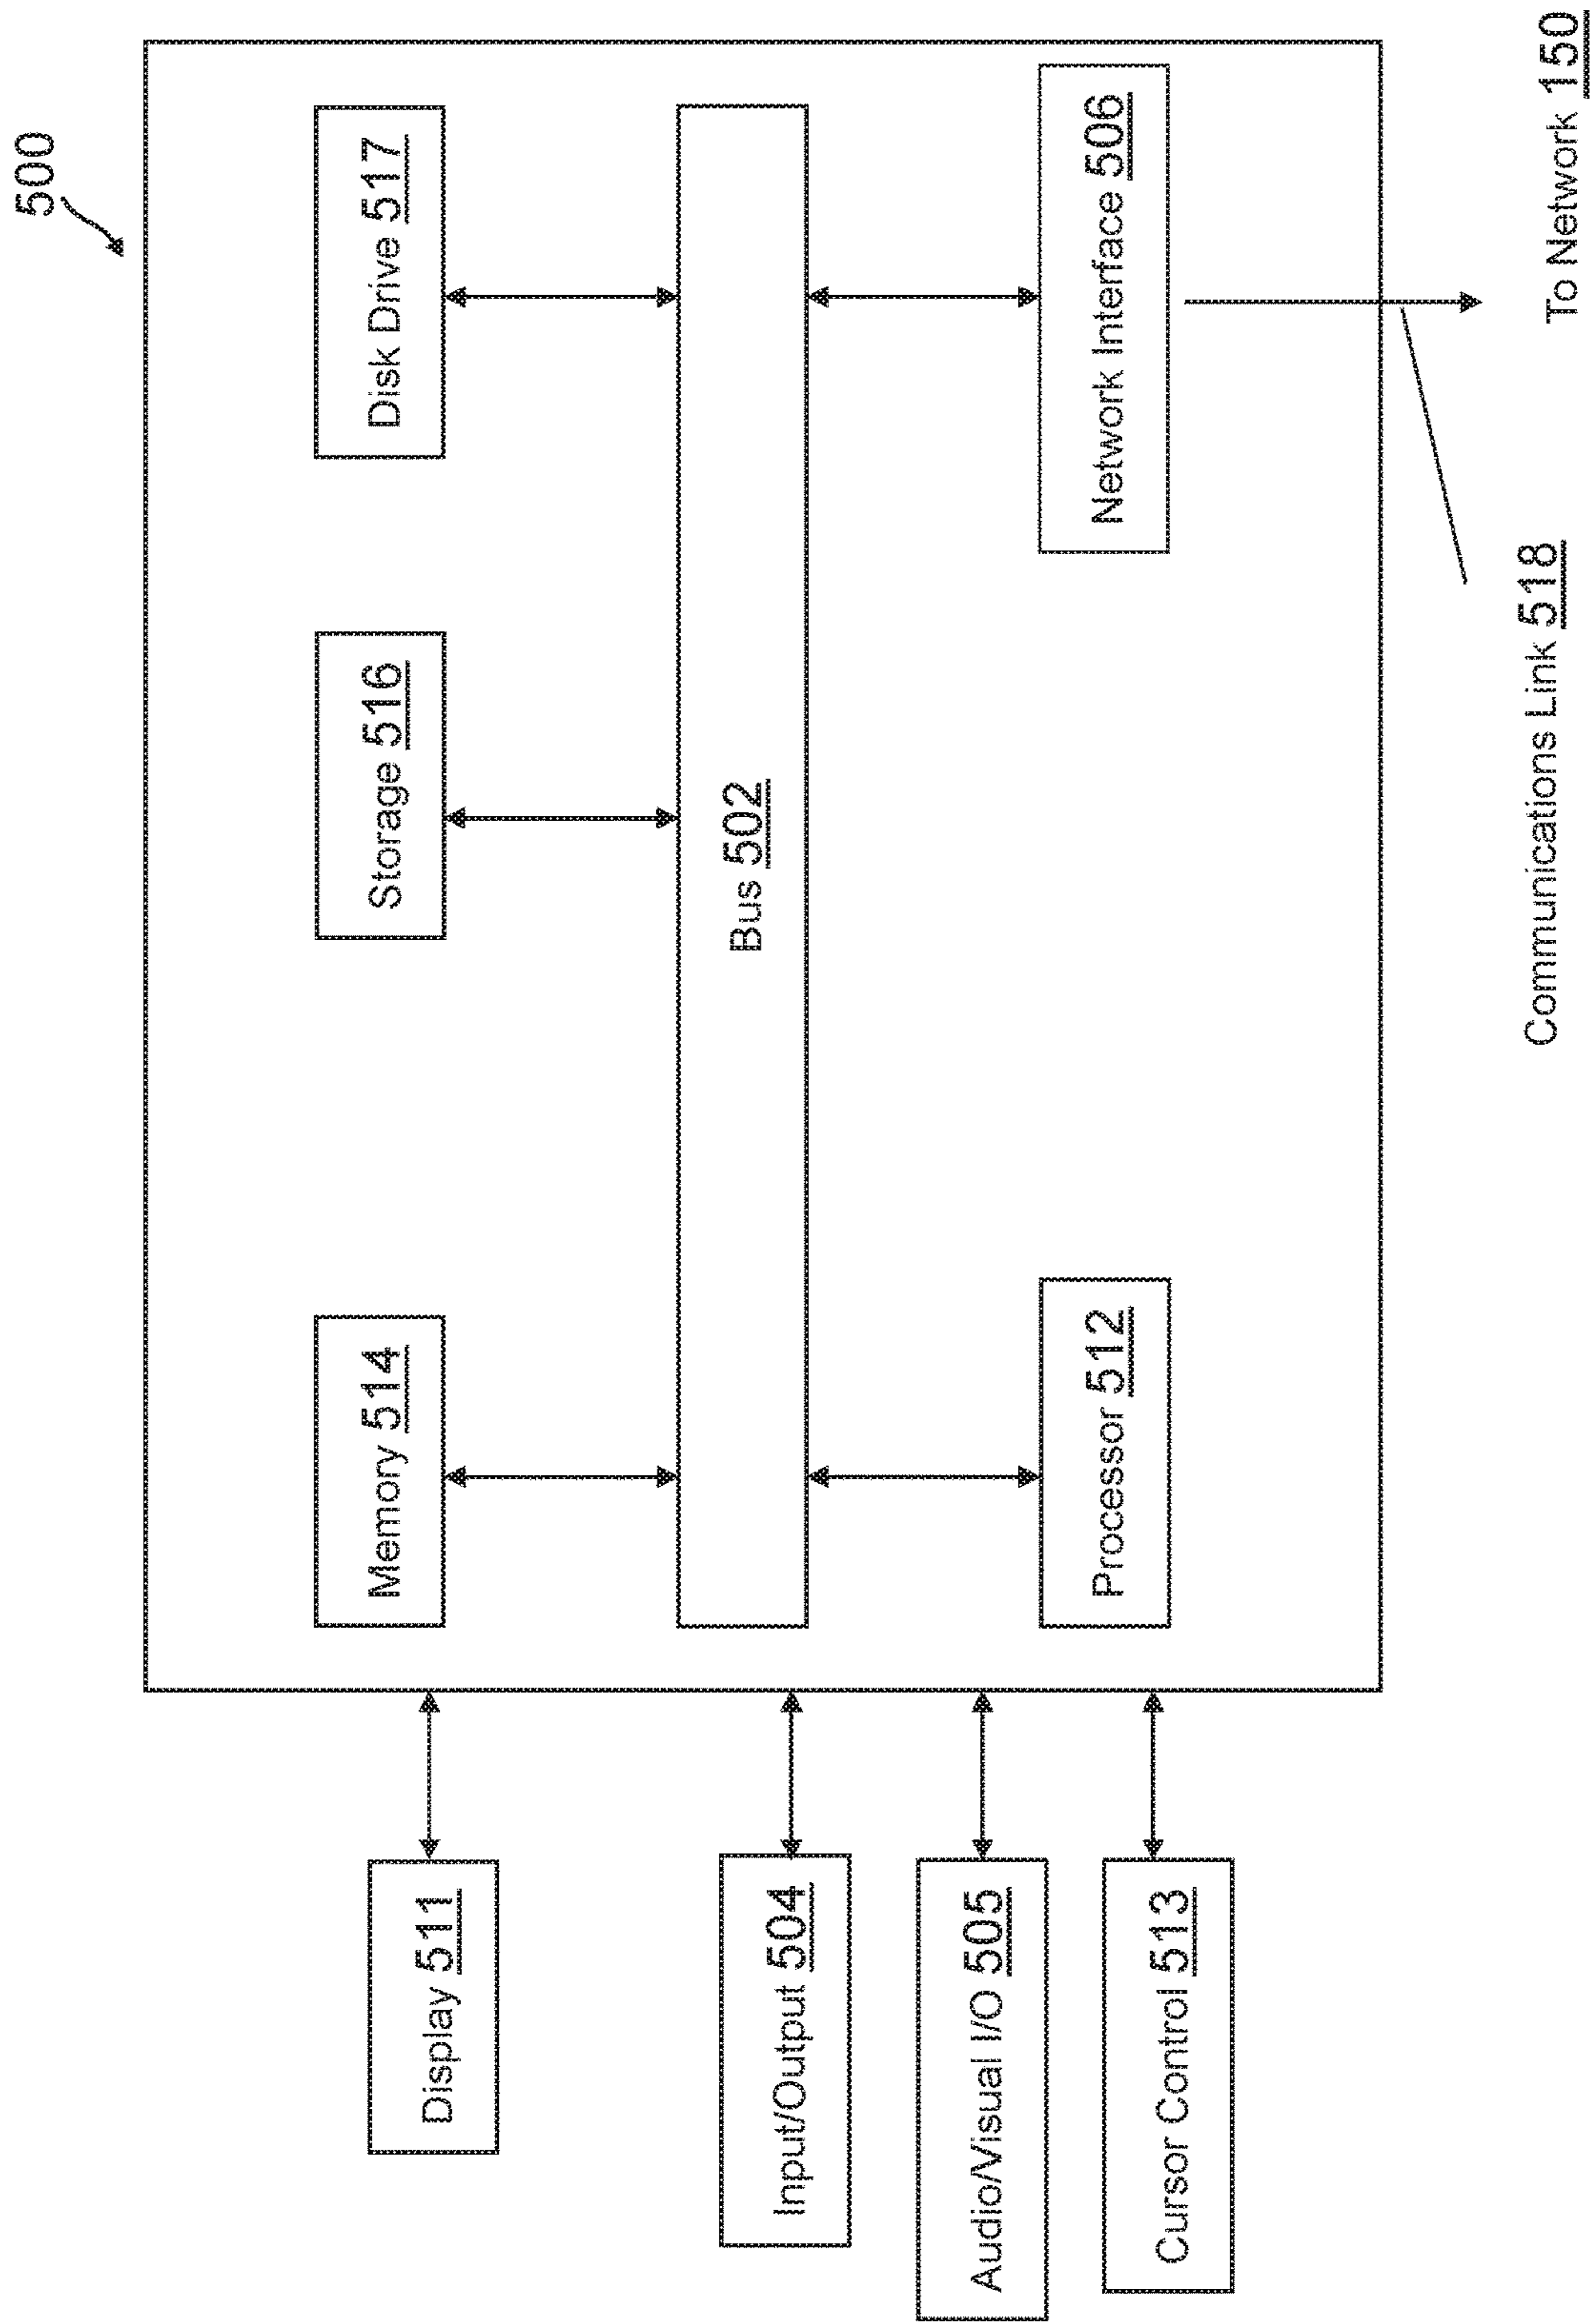 500
Display 511
Memory 514
Storage 516
Disk Drive 517
Input/Output 504
Bus 502
Audio/Visual I/O 505
Cursor Control 513
Processor 512
Network Interface 506
Communications Link 518
To Network 150